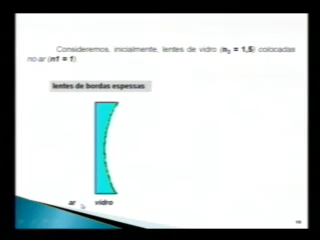 Consideremos, inicialmente, lentes de vidro (n₂ = 1,5) colocadas
no ar (n1 = 1)
lentes de bordas espessas
ar vidro